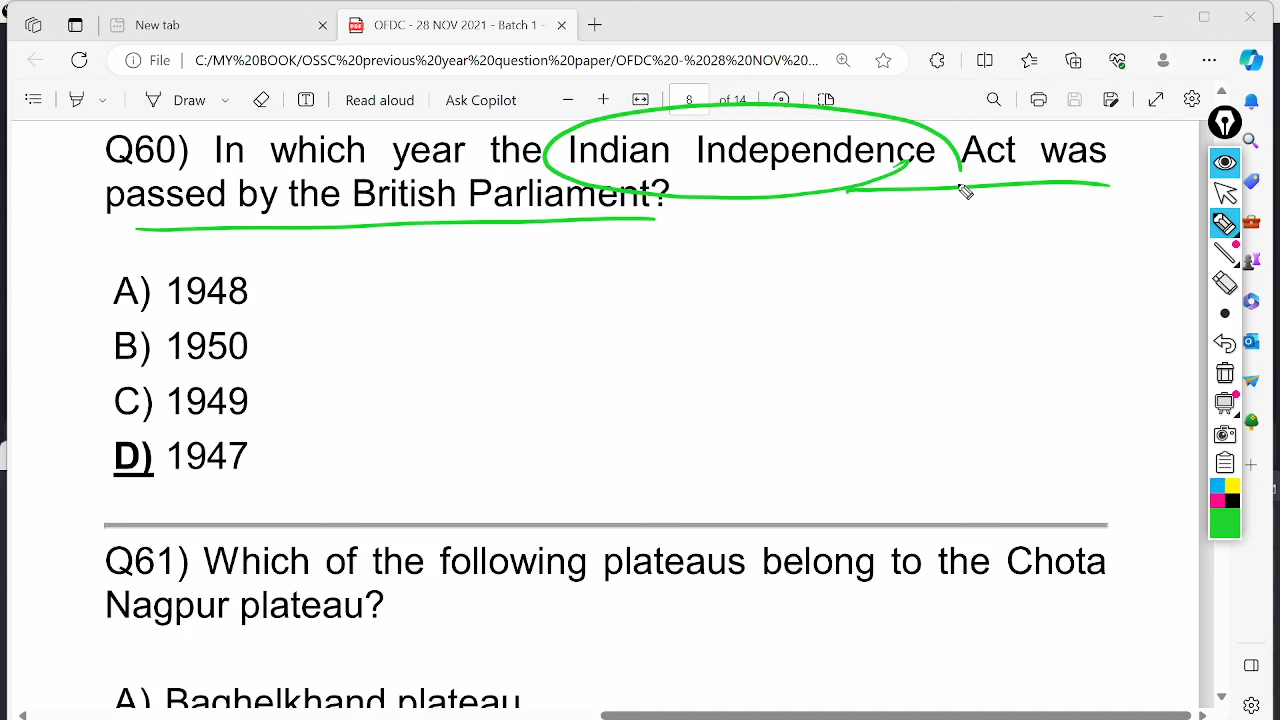 New tab
OFDC - 28 NOV 2021 - Batch 1 -
File
C:/MY%20BOOK/OSSC%20previous%20year%20question%20paper/OFDC%20-%2028%20NOV%20...
Draw
Read aloud
Ask Copilot
8
of 14
Q60) In which year the Indian Independence Act was
passed by the British Parliament?
A) 1948
B) 1950
C) 1949
D) 1947
Q61) Which of the following plateaus belong to the Chota
Nagpur plateau?
A) Baghelkhand plateau